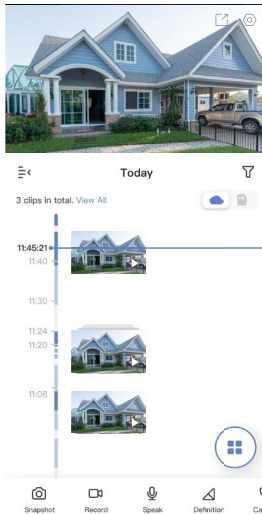 Today
3 clips in total. View All
11:45:21
11:40
11:30
11:24
11:20
11:08
Snapshot
Record
Speak
Definition
Ca